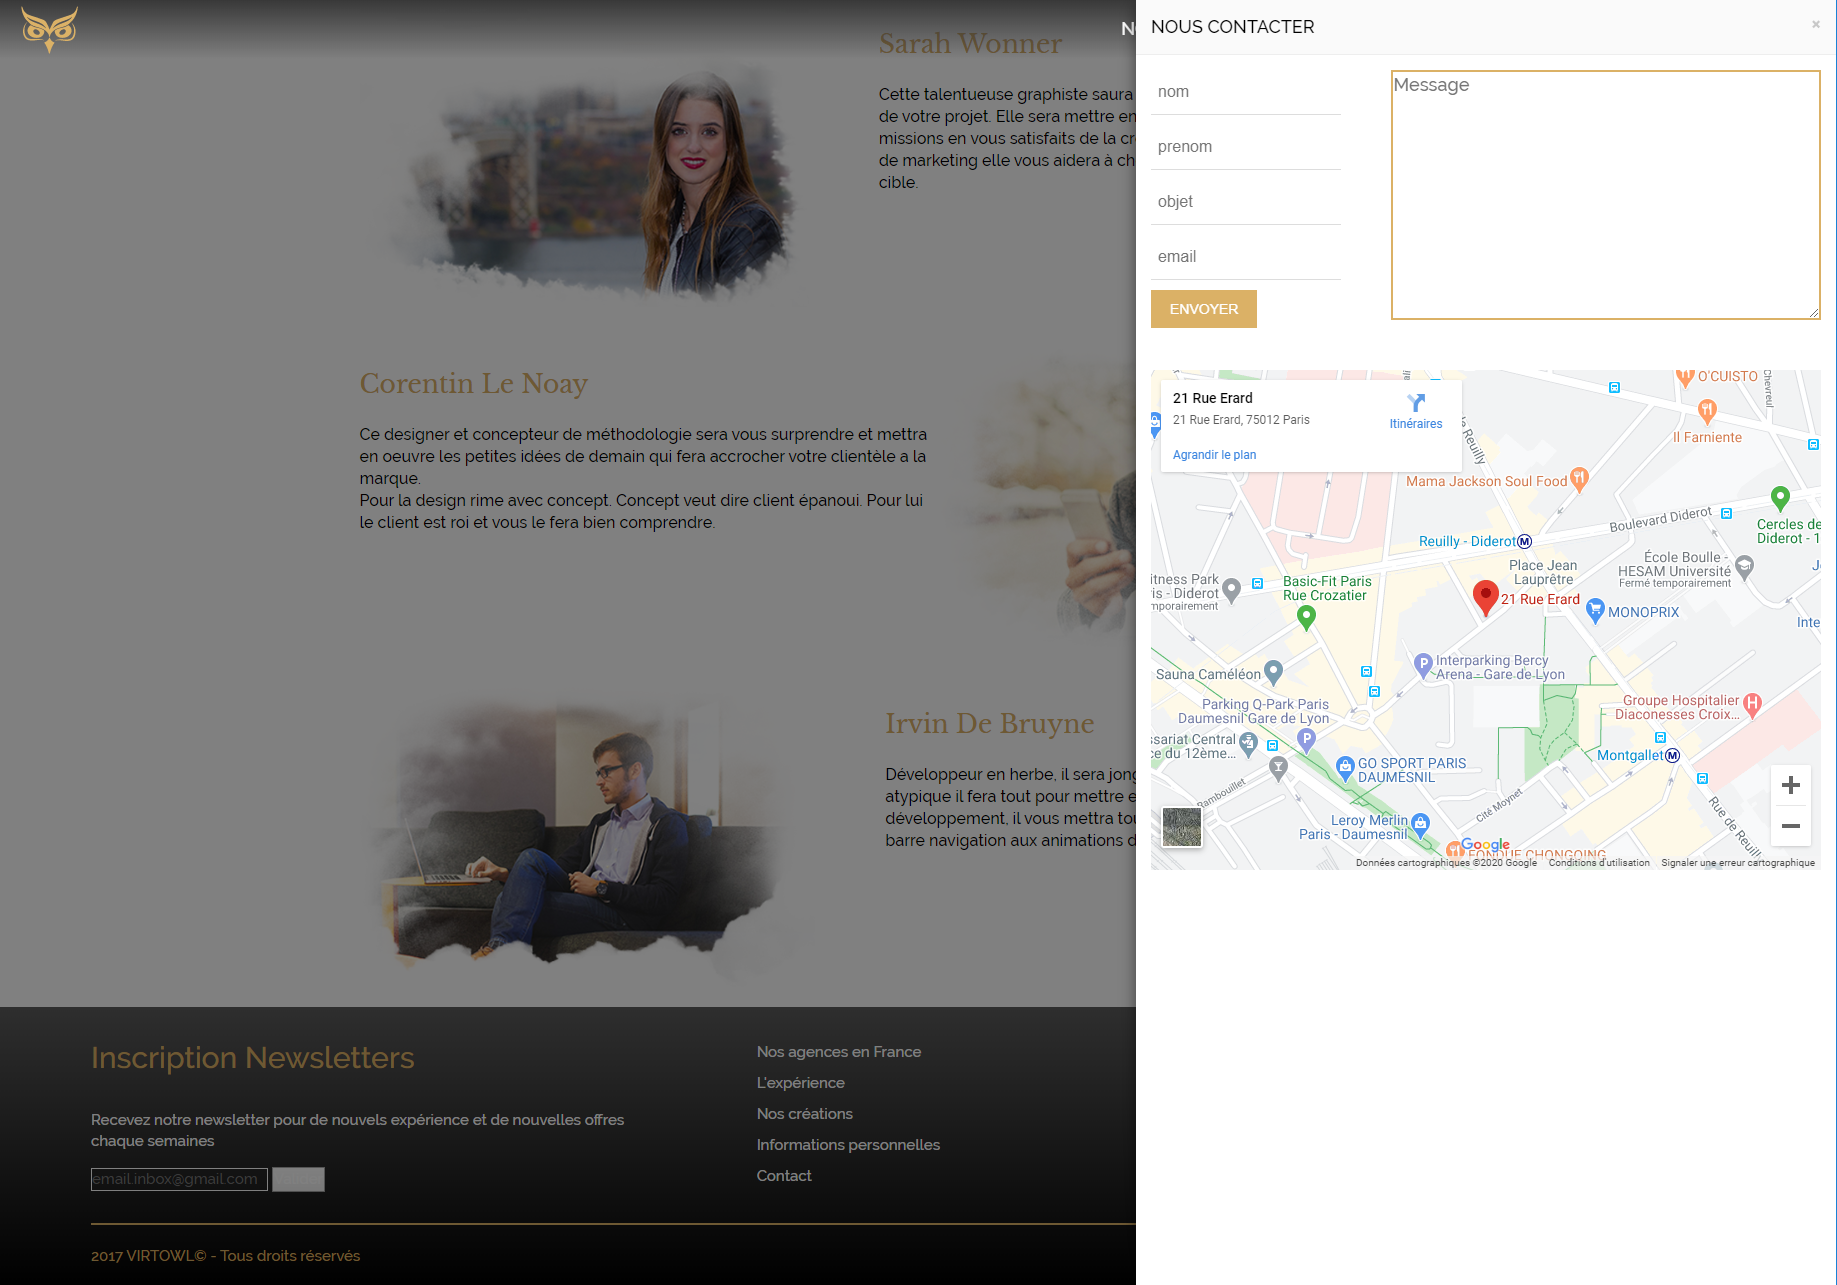 NOUS CONTACTER
×
Sarah Wonner
Cette talentueuse graphiste saura
de votre projet. Elle sera mettre en
missions en vous satisfaits de la
de marketing elle vous aidera à
cible.
Corentin Le Noay
Ce designer et concepteur de méthodologie sera vous surprendre et mettra
en oeuvre les petites idées de demain qui fera accrocher votre clientèle a la
marque.
Pour la design rime avec concept. Concept veut dire client épanoui. Pour lui
le client est roi et vous le fera bien comprendre.
Irvin De Bruyne
Développeur en herbe, il sera
atypique il fera tout pour mettre
développement, il vous mettra
barre navigation aux animations
nom
prenom
objet
email
ENVOYER
Message
21 Rue Erard
21 Rue Erard, 75012 Paris
Itinéraires
Agrandir le plan
O'CUISTO
Chevreul
Il Farniente
de Reuilly
Mama Jackson Soul Food
Boulevard Diderot
Cercles de
Diderot - 1
Reuilly - Diderot
Place Jean
Lauprêtre
École Boulle -
HESAM Université
Fermé temporairement
itness Park
is - Diderot
mporairement
Basic-Fit Paris
Rue Crozatier
21 Rue Erard
MONOPRIX
Inte
Sauna Caméléon
Interparking Bercy
Arena - Gare de Lyon
Parking Q-Park Paris
Daumesnil Gare de Lyon
Groupe Hospitalier
Diaconesses Croix...
ssariat Central
ce du 12ème...
Montgallet
GO SPORT PARIS
DAUMESNIL
Rambouillet
Cité Moynet
Rue de Reuilly
Leroy Merlin
Paris - Daumesnil
FONDUE CHONGQING
Google
Données cartographiques ©2020 Google
Conditions d'utilisation
Signaler une erreur cartographique
Inscription Newsletters
Recevez notre newsletter pour de nouvels expérience et de nouvelles offres
chaque semaines
email.inbox@gmail.com
Nos agences en France
L'expérience
Nos créations
Informations personnelles
Contact
2017 VIRTOWL© - Tous droits réservés